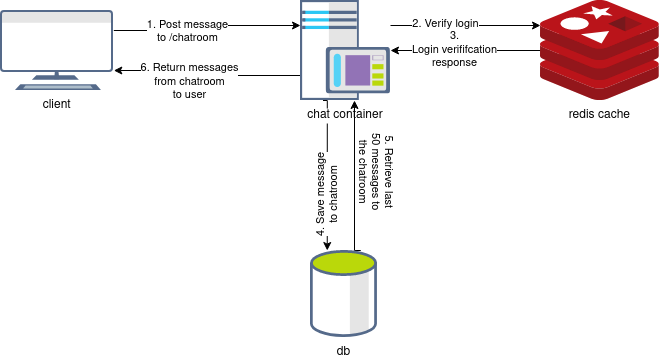 1. Post message
to /chatroom
2. Verify login
3.
Login verififcation
response
6. Return messages
from chatroom
to user
client
chat container
redis cache
4. Save message
to chatroom
5. Retrieve last
50 messages to
the chatroom
db